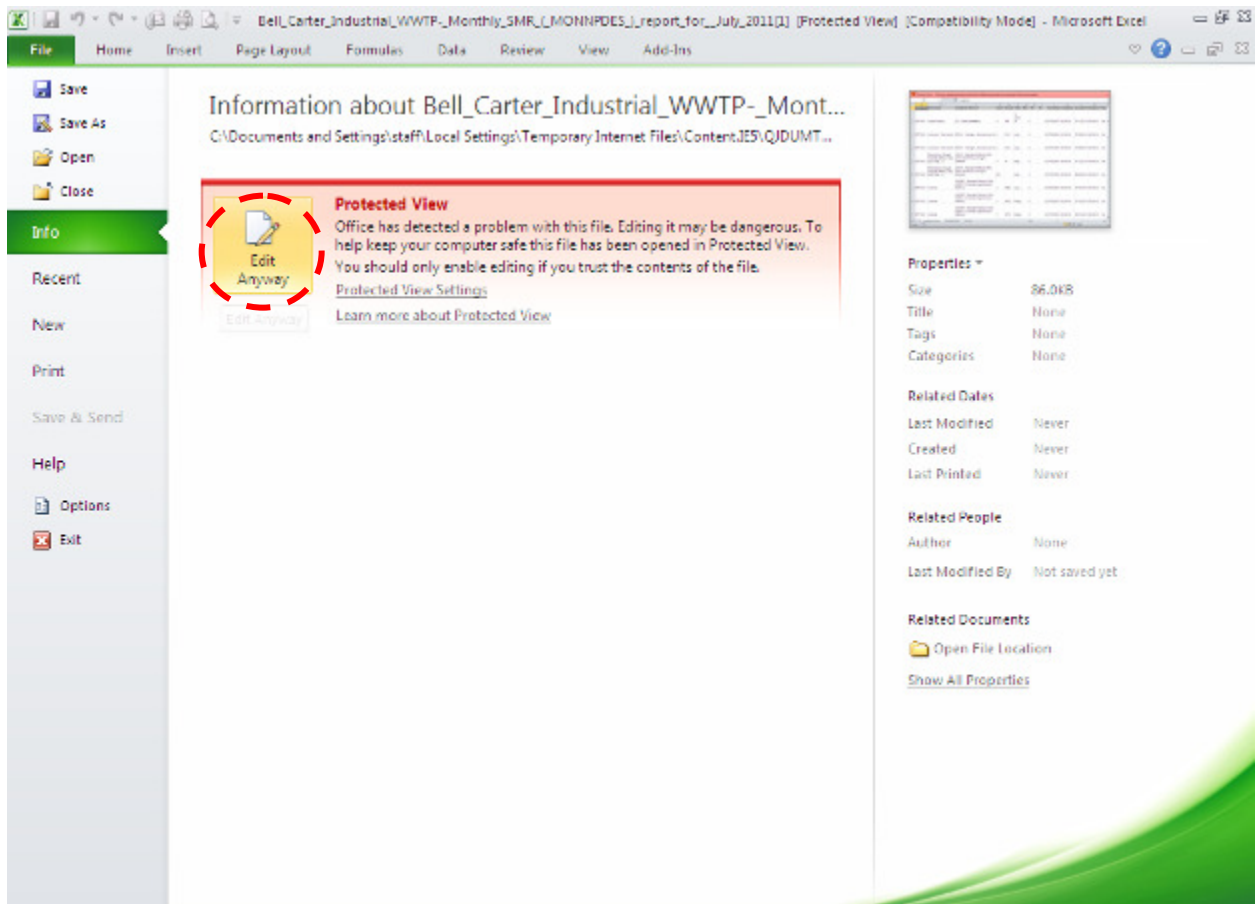 Bell_Carter_Industrial_WWTP-_Monthly_SMR_(_MONNPDES_)_report_for__July_2011[1] [Protected View] [Compatibility Mode] - Microsoft Excel
File Home Insert Page Layout Formulas Data Review View Add-Ins
Save
Save As
Open
Close
Info
Recent
New
Print
Save & Send
Help
Options
Exit
Information about Bell_Carter_Industrial_WWTP-_Mont...
C:\Documents and Settings\staff\Local Settings\Temporary Internet Files\Content.IE5\QJDUMT...
Edit
Anyway
Edit Anyway
Protected View
Office has detected a problem with this file. Editing it may be dangerous. To
help keep your computer safe this file has been opened in Protected View.
You should only enable editing if you trust the contents of the file.
Protected View Settings
Learn more about Protected View
Properties
Size 86.0KB
Title None
Tags None
Categories None
Related Dates
Last Modified Never
Created Never
Last Printed Never
Related People
Author None
Last Modified By Not saved yet
Related Documents
Open File Location
Show All Properties